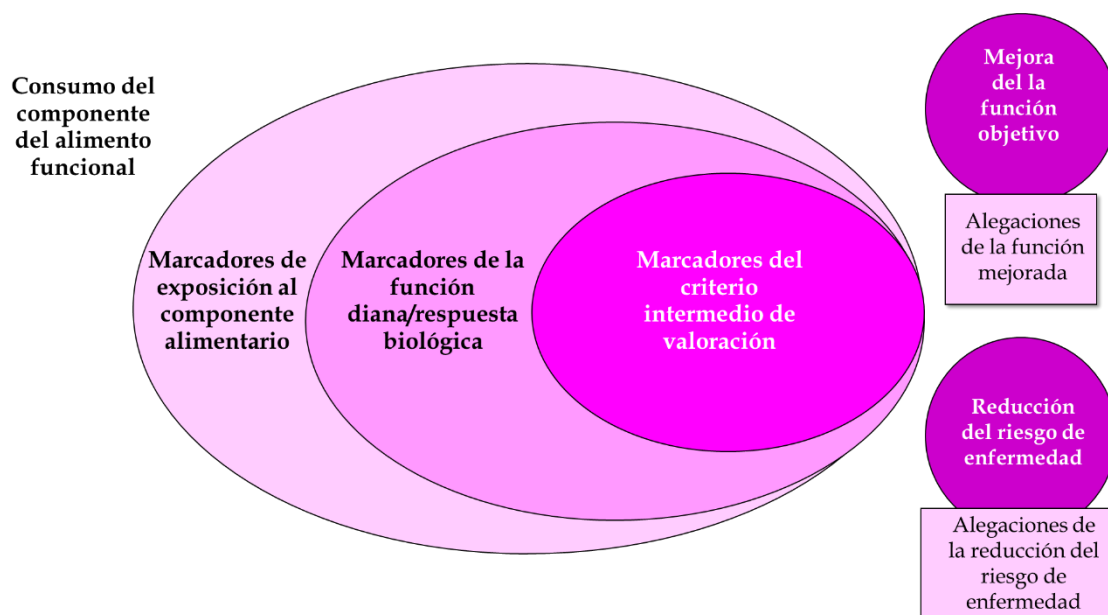 Consumo del
componente
del alimento
funcional
Marcadores de
exposición al
componente
alimentario
Marcadores de la
función
diana/respuesta
biológica
Marcadores del
criterio
intermedio de
valoración
Mejora
del la
función
objetivo
Alegaciones
de la función
mejorada
Reducción
del riesgo de
enfermedad
Alegaciones de
la reducción del
riesgo de
enfermedad